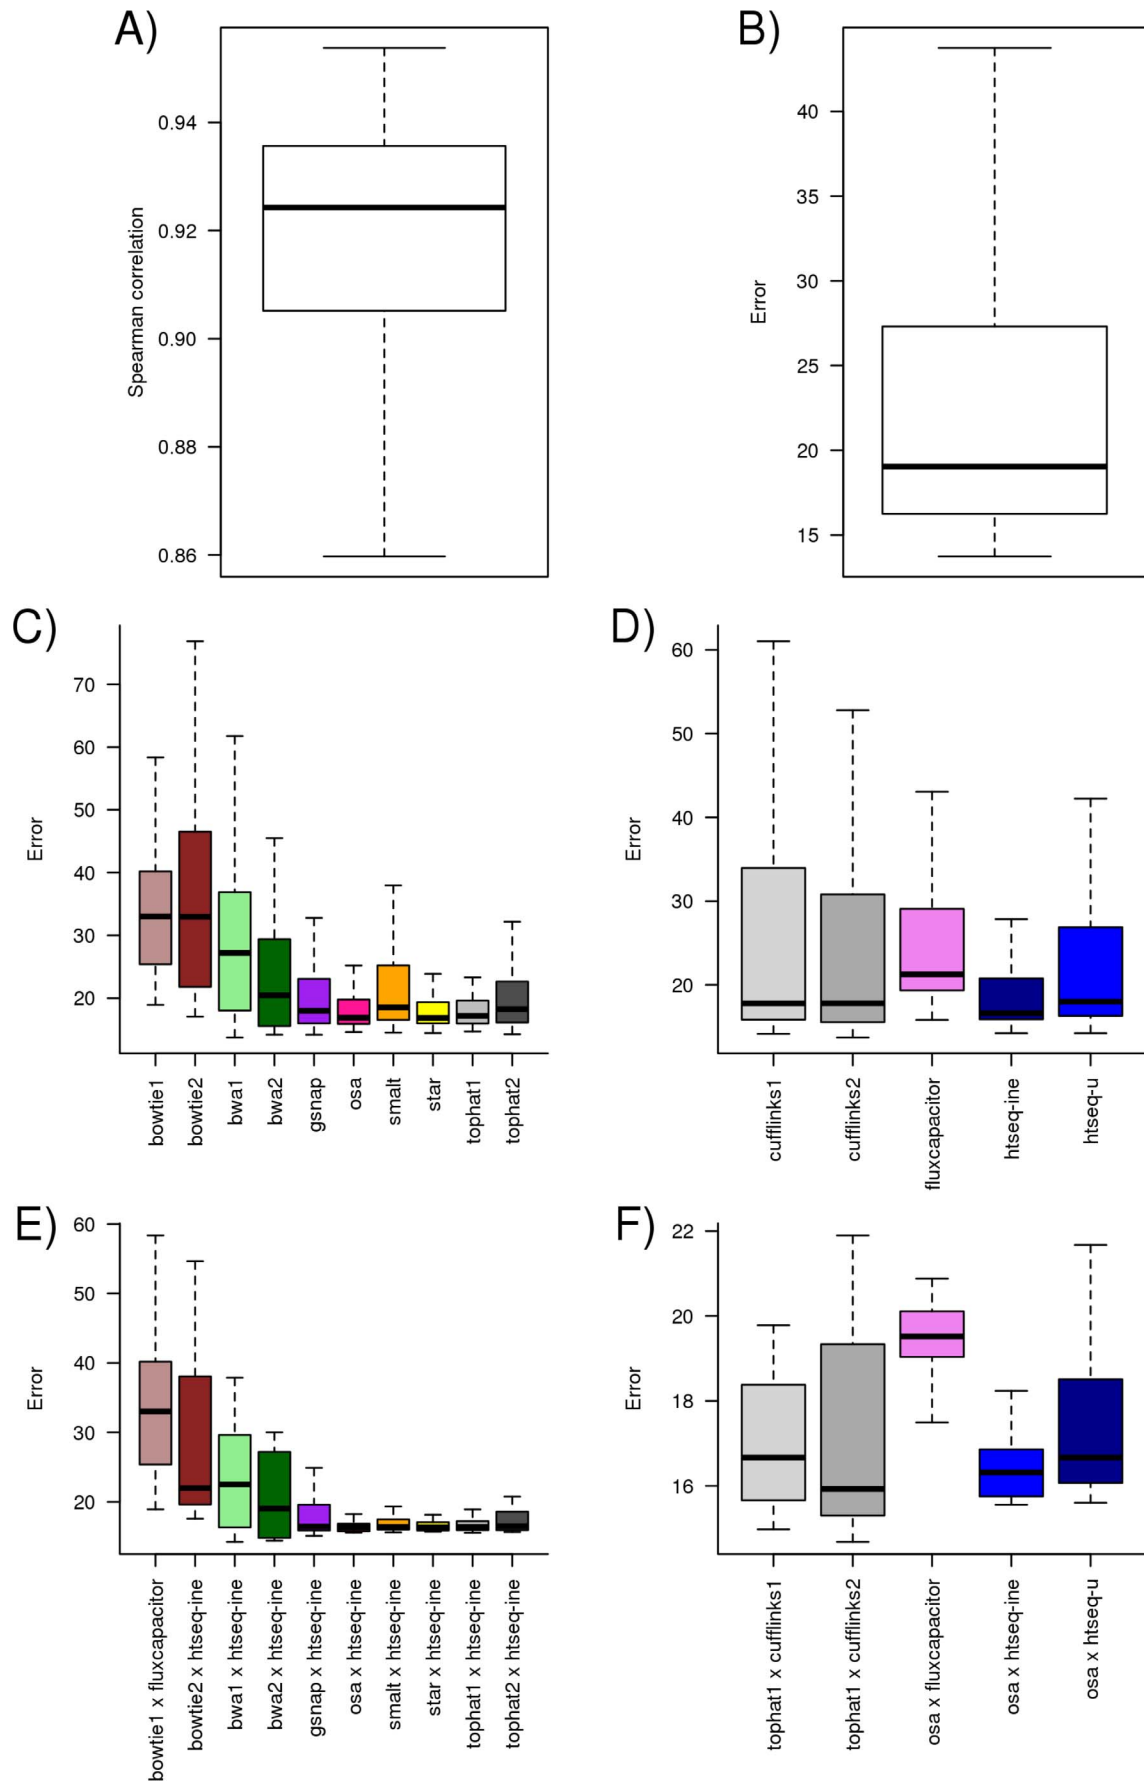 A)
Spearman correlation
0.94
0.92
0.90
0.88
0.86
B)
Error
40
35
30
25
20
15
C)
Error
70
60
50
40
30
20
bowtie1
bowtie2
bwa1
bwa2
gsnap
osa
smalt
star
tophat1
tophat2
D)
Error
60
50
40
30
20
cufflinks1
cufflinks2
fluxcapacitor
htseq-ine
htseq-u
E)
Error
60
50
40
30
20
bowtie1 x fluxcapacitor
bowtie2 x htseq-ine
bwa1 x htseq-ine
bwa2 x htseq-ine
gsnap x htseq-ine
osa x htseq-ine
smalt x htseq-ine
star x htseq-ine
tophat1 x htseq-ine
tophat2 x htseq-ine
F)
Error
22
20
18
16
tophat1 x cufflinks1
tophat1 x cufflinks2
osa x fluxcapacitor
osa x htseq-ine
osa x htseq-u